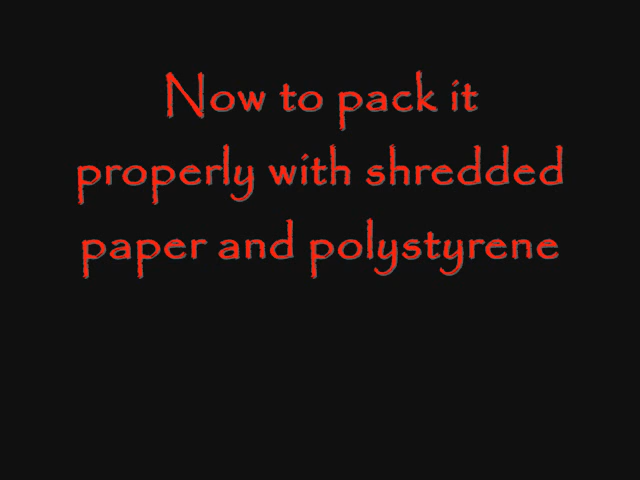 Now to pack it
properly with shredded
paper and polystyrene